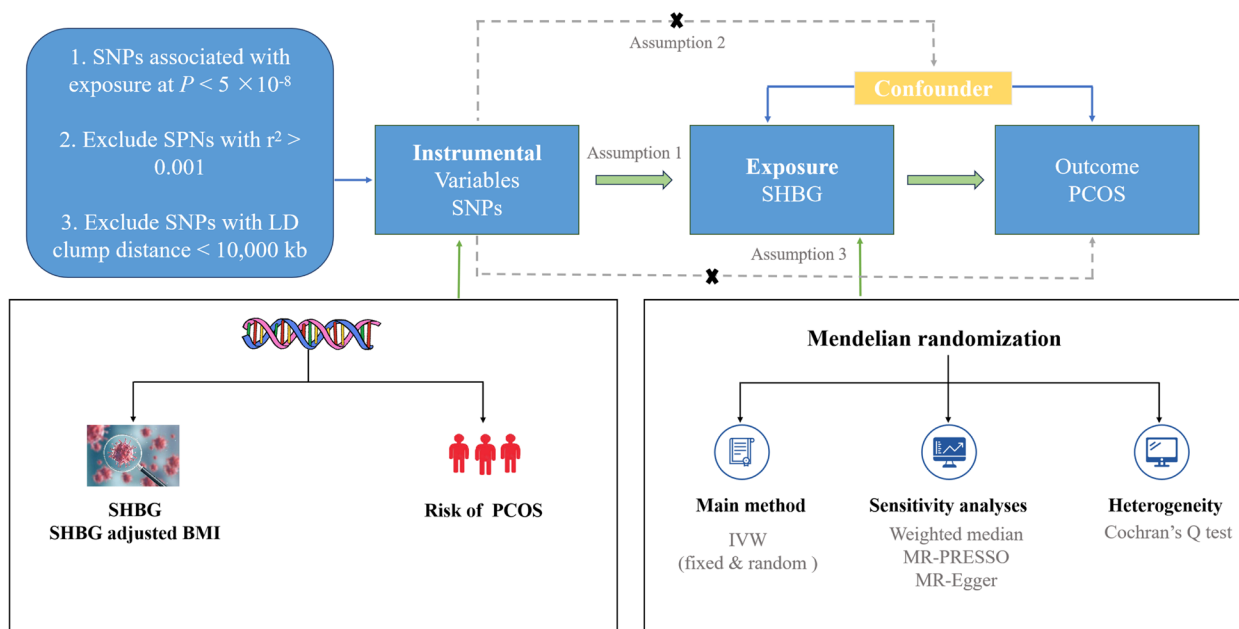 1. SNPs associated with
exposure at P < 5 ×10-8
2. Exclude SPNs with r² >
0.001
3. Exclude SNPs with LD
clump distance < 10,000 kb
Instrumental
Variables
SNPs
Assumption 1
Assumption 2
Confounder
Exposure
SHBG
Outcome
PCOS
Assumption 3
SHBG
SHBG adjusted BMI
Risk of PCOS
Mendelian randomization
Main method
IVW
(fixed & random )
Sensitivity analyses
Weighted median
MR-PRESSO
MR-Egger
Heterogeneity
Cochran’s Q test